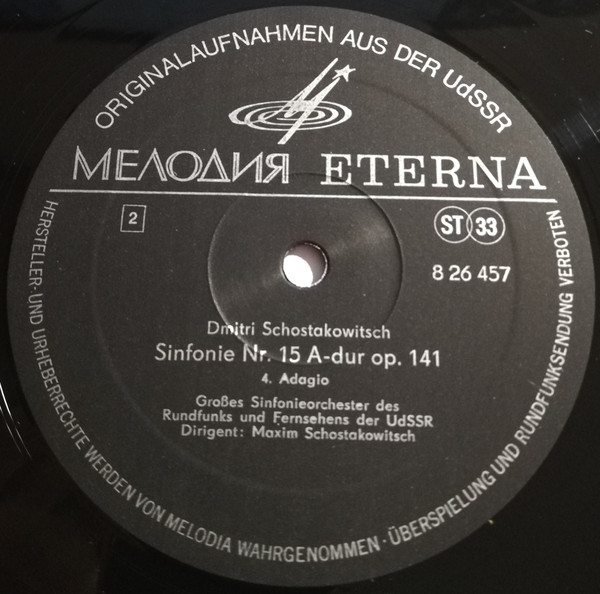 ORIGINALAUFNAHMEN AUS DER UdSSR
МЕЛОДИЯ ETERNA
2
ST 33
8 26 457
Dmitri Schostakowitsch
Sinfonie Nr. 15 A-dur op. 141
4. Adagio
Großes Sinfonieorchester des
Rundfunks und Fernsehens der UdSSR
Dirigent: Maxim Schostakowitsch
HERSTELLER- UND URHEBERRECHTE WERDEN VON MELODIA WAHRGENOMMEN · ÜBERSPIELUNG UND RUNDFUNKSENDUNG VERBOTEN